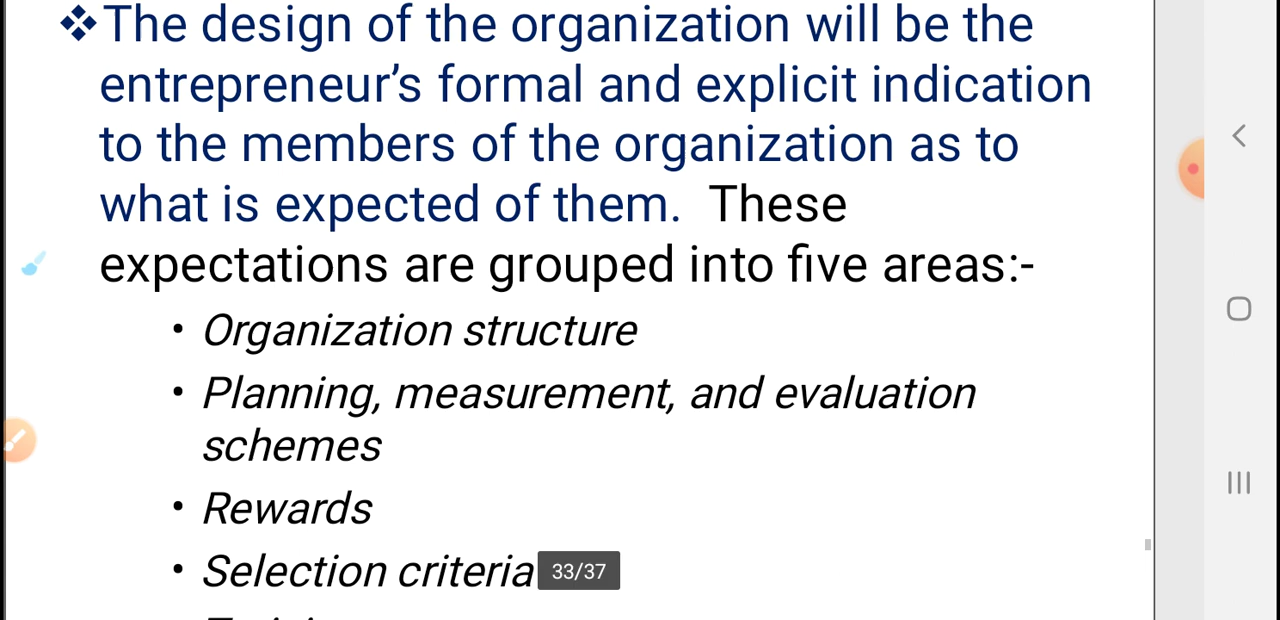 ❖The design of the organization will be the
entrepreneur’s formal and explicit indication
to the members of the organization as to
what is expected of them. These
expectations are grouped into five areas:-
• Organization structure
• Planning, measurement, and evaluation
schemes
• Rewards
• Selection criteria
33/37